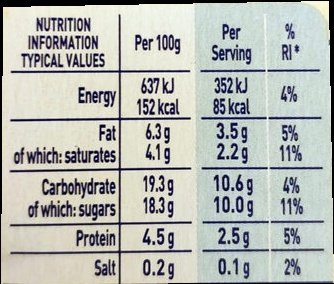 NUTRITION INFORMATION TYPICAL VALUES Per 100g Per Serving % RI*
Energy 637 kJ 352 kJ 4%
152 kcal 85 kcal
Fat 6.3 g 3.5 g 5%
of which: saturates 4.1 g 2.2 g 11%
Carbohydrate 19.3 g 10.6 g 4%
of which: sugars 18.3 g 10.0 g 11%
Protein 4.5 g 2.5 g 5%
Salt 0.2 g 0.1 g 2%